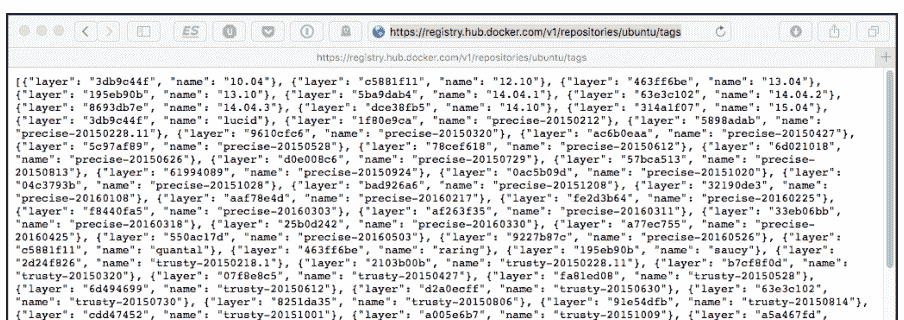 ES
https://registry.hub.docker.com/v1/repositories/ubuntu/tags
https://registry.hub.docker.com/v1/repositories/ubuntu/tags
[{"layer": "3db9c44f", "name": "10.04"}, {"layer": "c5881f11", "name": "12.10"}, {"layer": "463ff6be", "name": "13.04"},
{"layer": "195eb90b", "name": "13.10"}, {"layer": "5ba9dab4", "name": "14.04.1"}, {"layer": "63e3c102", "name": "14.04.2"},
{"layer": "8693db7e", "name": "14.04.3"}, {"layer": "dce38fb5", "name": "14.10"}, {"layer": "314a1f07", "name": "15.04"},
{"layer": "3db9c44f", "name": "lucid"}, {"layer": "1f80e9ca", "name": "precise-20150212"}, {"layer": "5898adab", "name":
"precise-20150228.11"}, {"layer": "9610cfc6", "name": "precise-20150320"}, {"layer": "ac6b0eaa", "name": "precise-20150427"},
{"layer": "5c97af89", "name": "precise-20150528"}, {"layer": "78cef618", "name": "precise-20150612"}, {"layer": "6d021018",
"name": "precise-20150626"}, {"layer": "d0e008c6", "name": "precise-20150729"}, {"layer": "57bca513", "name": "precise-
20150813"}, {"layer": "61994089", "name": "precise-20150924"}, {"layer": "0ac5b09d", "name": "precise-20151020"}, {"layer":
"04c3793b", "name": "precise-20151028"}, {"layer": "bad926a6", "name": "precise-20151208"}, {"layer": "32190de3", "name":
"precise-20160108"}, {"layer": "aaf78e4d", "name": "precise-20160217"}, {"layer": "fe2d3b64", "name": "precise-20160225"},
{"layer": "f8440fa5", "name": "precise-20160303"}, {"layer": "af263f35", "name": "precise-20160311"}, {"layer": "33eb06bb",
"name": "precise-20160318"}, {"layer": "25b0d242", "name": "precise-20160330"}, {"layer": "a77ec755", "name": "precise-
20160425"}, {"layer": "550ac17d", "name": "precise-20160503"}, {"layer": "9227b87c", "name": "precise-20160526"}, {"layer":
"c5881f11", "name": "quantal"}, {"layer": "463ff6be", "name": "raring"}, {"layer": "195eb90b", "name": "saucy"}, {"layer":
"2d24f826", "name": "trusty-20150218.1"}, {"layer": "2103b00b", "name": "trusty-20150228.11"}, {"layer": "b7cf8f0d", "name":
"trusty-20150320"}, {"layer": "07f8e8c5", "name": "trusty-20150427"}, {"layer": "fa81ed08", "name": "trusty-20150528"},
{"layer": "6d494699", "name": "trusty-20150612"}, {"layer": "d2a0ecff", "name": "trusty-20150630"}, {"layer": "63e3c102",
"name": "trusty-20150730"}, {"layer": "8251da35", "name": "trusty-20150806"}, {"layer": "91e54dfb", "name": "trusty-20150814"},
{"layer": "cdd47452", "name": "trusty-20151001"}, {"layer": "a005e6b7", "name": "trusty-20151009"}, {"layer": "a5a467fd",